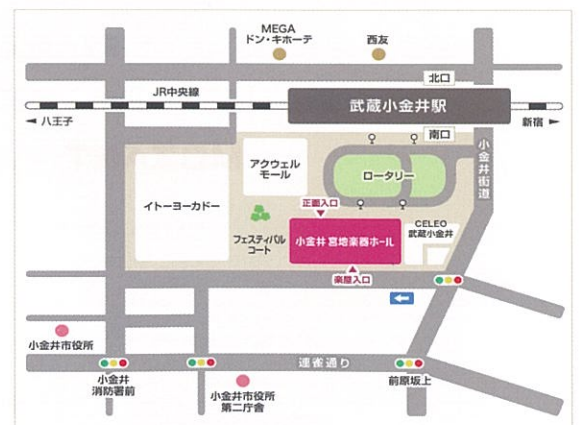 MEGA
ドン・キホーテ
西友
北口
JR中央線
武蔵小金井駅
八王子
新宿
南口
小金井街道
アクウェル
モール
ロータリー
イトーヨーカドー
正面入口
フェスティバル
コート
小金井 宮地楽器ホール
CELEO
武蔵小金井
楽屋入口
小金井市役所
連雀通り
小金井
消防署前
小金井市役所
第二庁舎
前原坂上